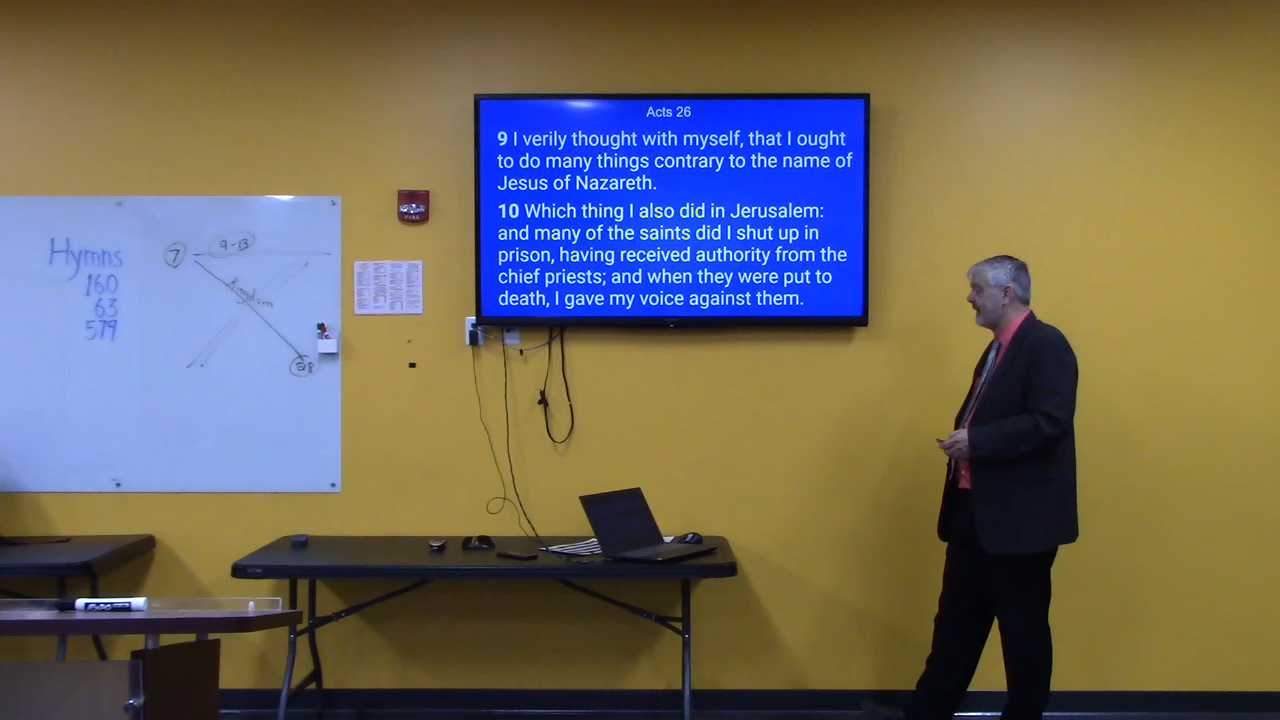 Acts 26
9 I verily thought with myself, that I ought
to do many things contrary to the name of
Jesus of Nazareth.
10 Which thing I also did in Jerusalem:
and many of the saints did I shut up in
prison, having received authority from the
chief priests; and when they were put to
death, I gave my voice against them.
Hymns
160
63
579
7
9-13
Kingdom
28
FIRE
EXPO